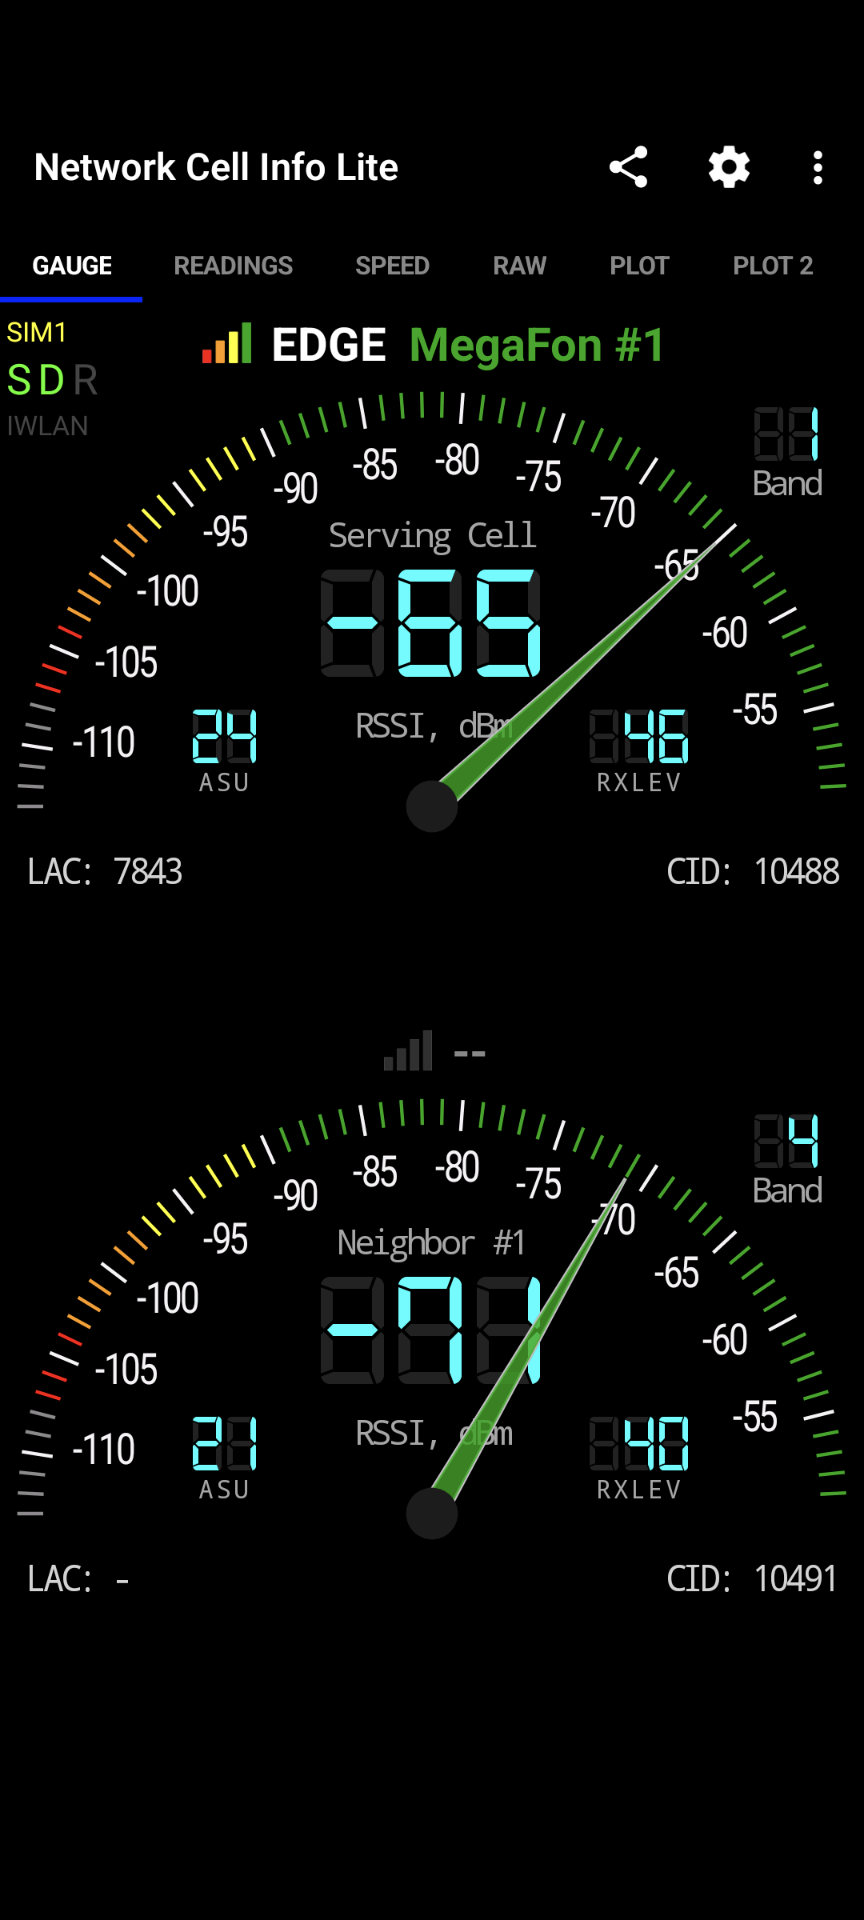 Network Cell Info Lite
GAUGE READINGS SPEED RAW PLOT PLOT 2
SIM1
EDGE MegaFon #1
S D R
IWLAN
1
Band
-110 -105 -100 -95 -90 -85 -80 -75 -70 -65 -60 -55
Serving Cell
-65
RSSI, dBm
24
ASU
46
RXLEV
LAC: 7843
CID: 10488
--
4
Band
-110 -105 -100 -95 -90 -85 -80 -75 -70 -65 -60 -55
Neighbor #1
-71
RSSI, dBm
21
ASU
40
RXLEV
LAC: -
CID: 10491